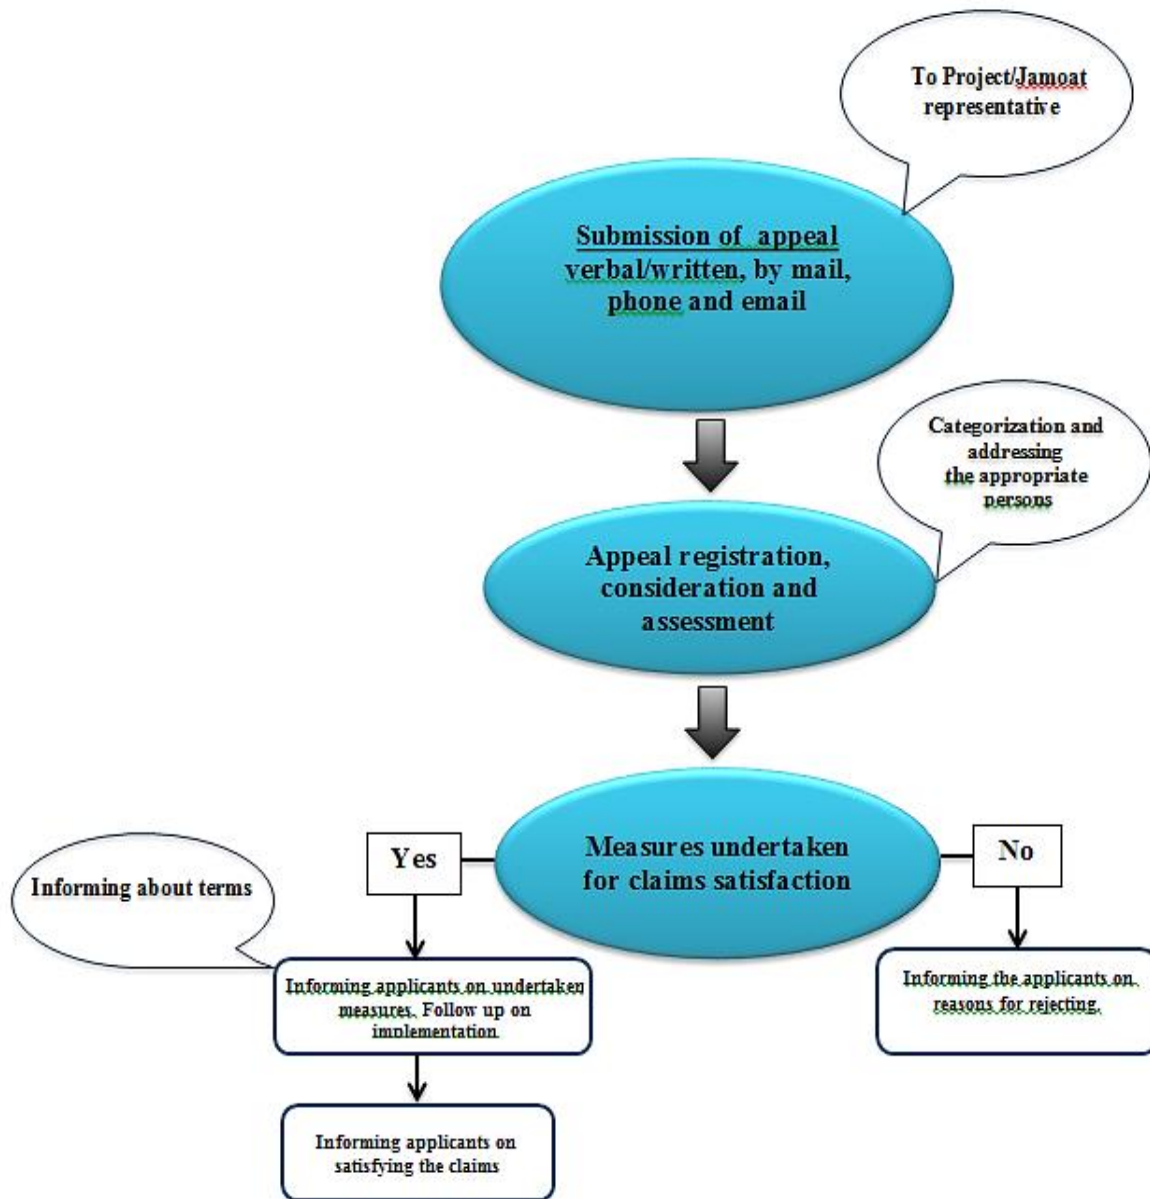 To Project/Jamoat
representative
Submission of appeal
verbal/written, by mail,
phone and email
Categorization and
addressing
the appropriate
persons
Appeal registration,
consideration and
assessment
Measures undertaken
for claims satisfaction
Yes
No
Informing about terms
Informing applicants on undertaken
measures. Follow up on
implementation
Informing the applicants on
reasons for rejecting.
Informing applicants on
satisfying the claims